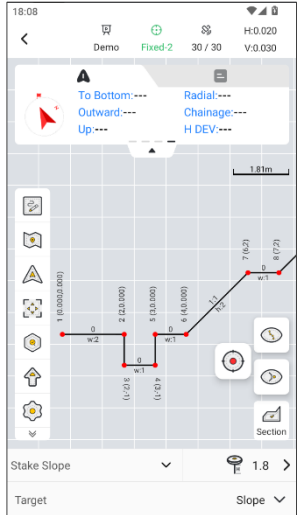 18:08
Demo
Fixed-2
30 / 30
H:0.020
V:0.030
To Bottom:---
Radial:---
Outward:---
Chainage:---
Up:---
H DEV:---
1.81m
1 (0.000,0.000)
0
w:2
2 (2,0.000)
3 (2,-1)
w:1
4 (3,-1)
5 (3,0.000)
0
w:1
6 (4,0.000)
1:1
h:2
7 (6,2)
0
w:1
8 (7,2)
Section
Stake Slope
1.8
Target
Slope